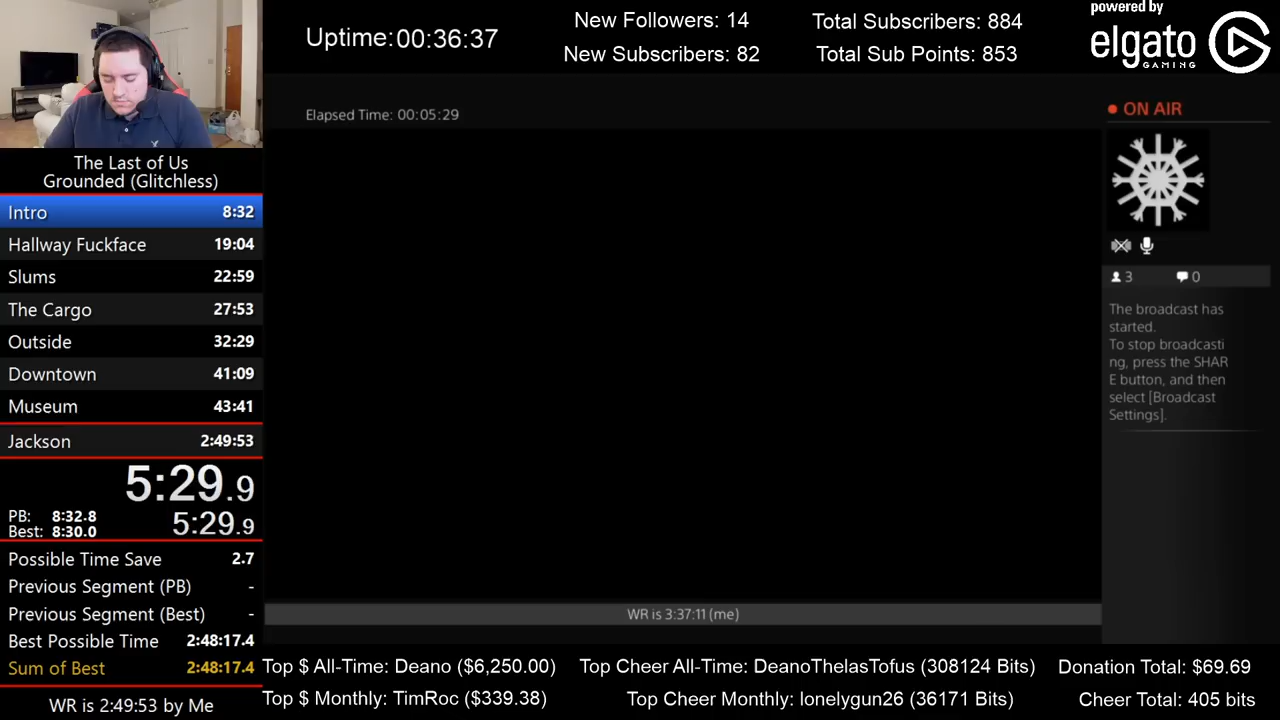 Uptime: 00:36:37
New Followers: 14
New Subscribers: 82
Total Subscribers: 884
Total Sub Points: 853
powered by
elgato
GAMING
Elapsed Time: 00:05:29
ON AIR
3
0
The broadcast has
started.
To stop broadcasti
ng, press the SHAR
E button, and then
select [Broadcast
Settings].
The Last of Us
Grounded (Glitchless)
Intro 8:32
Hallway Fuckface 19:04
Slums 22:59
The Cargo 27:53
Outside 32:29
Downtown 41:09
Museum 43:41
Jackson 2:49:53
5:29.9
PB: 8:32.8
Best: 8:30.0
5:29.9
Possible Time Save 2.7
Previous Segment (PB) -
Previous Segment (Best) -
Best Possible Time 2:48:17.4
Sum of Best 2:48:17.4
WR is 2:49:53 by Me
WR is 3:37:11 (me)
Top $ All-Time: Deano ($6,250.00)
Top Cheer All-Time: DeanoThelasTofus (308124 Bits)
Donation Total: $69.69
Top $ Monthly: TimRoc ($339.38)
Top Cheer Monthly: lonelygun26 (36171 Bits)
Cheer Total: 405 bits